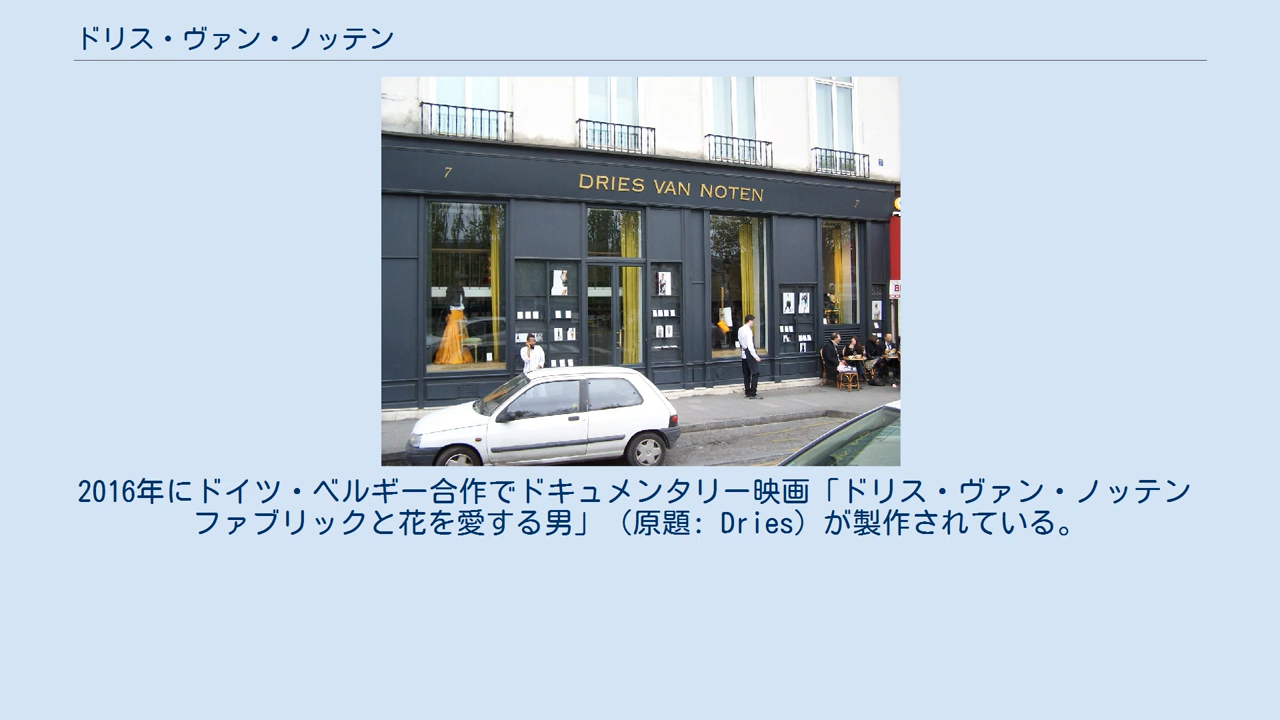 ドリス・ヴァン・ノッテン
7
DRIES VAN NOTEN
7
2016年にドイツ・ベルギー合作でドキュメンタリー映画「ドリス・ヴァン・ノッテン
ファブリックと花を愛する男」（原題: Dries）が製作されている。